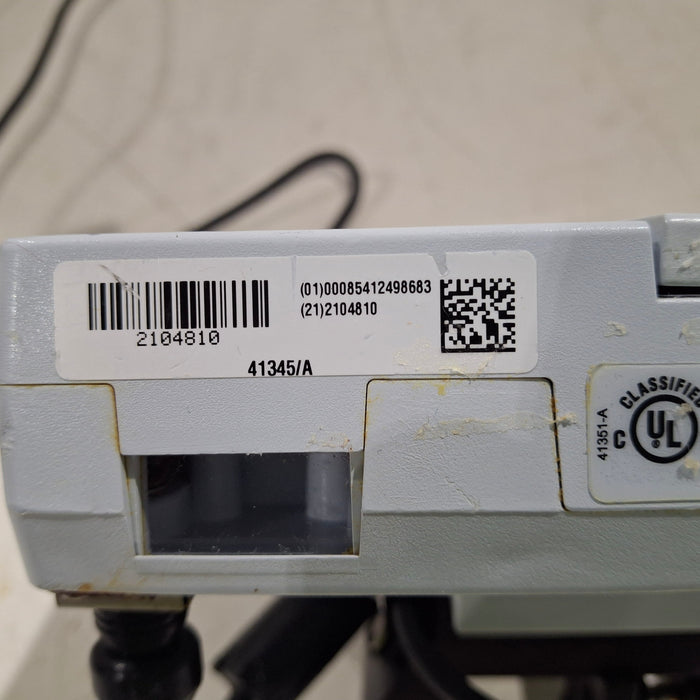 (01)00085412498683
(21)2104810
2104810
41345/A
CLASSIFIED
C UL ®
41351-A